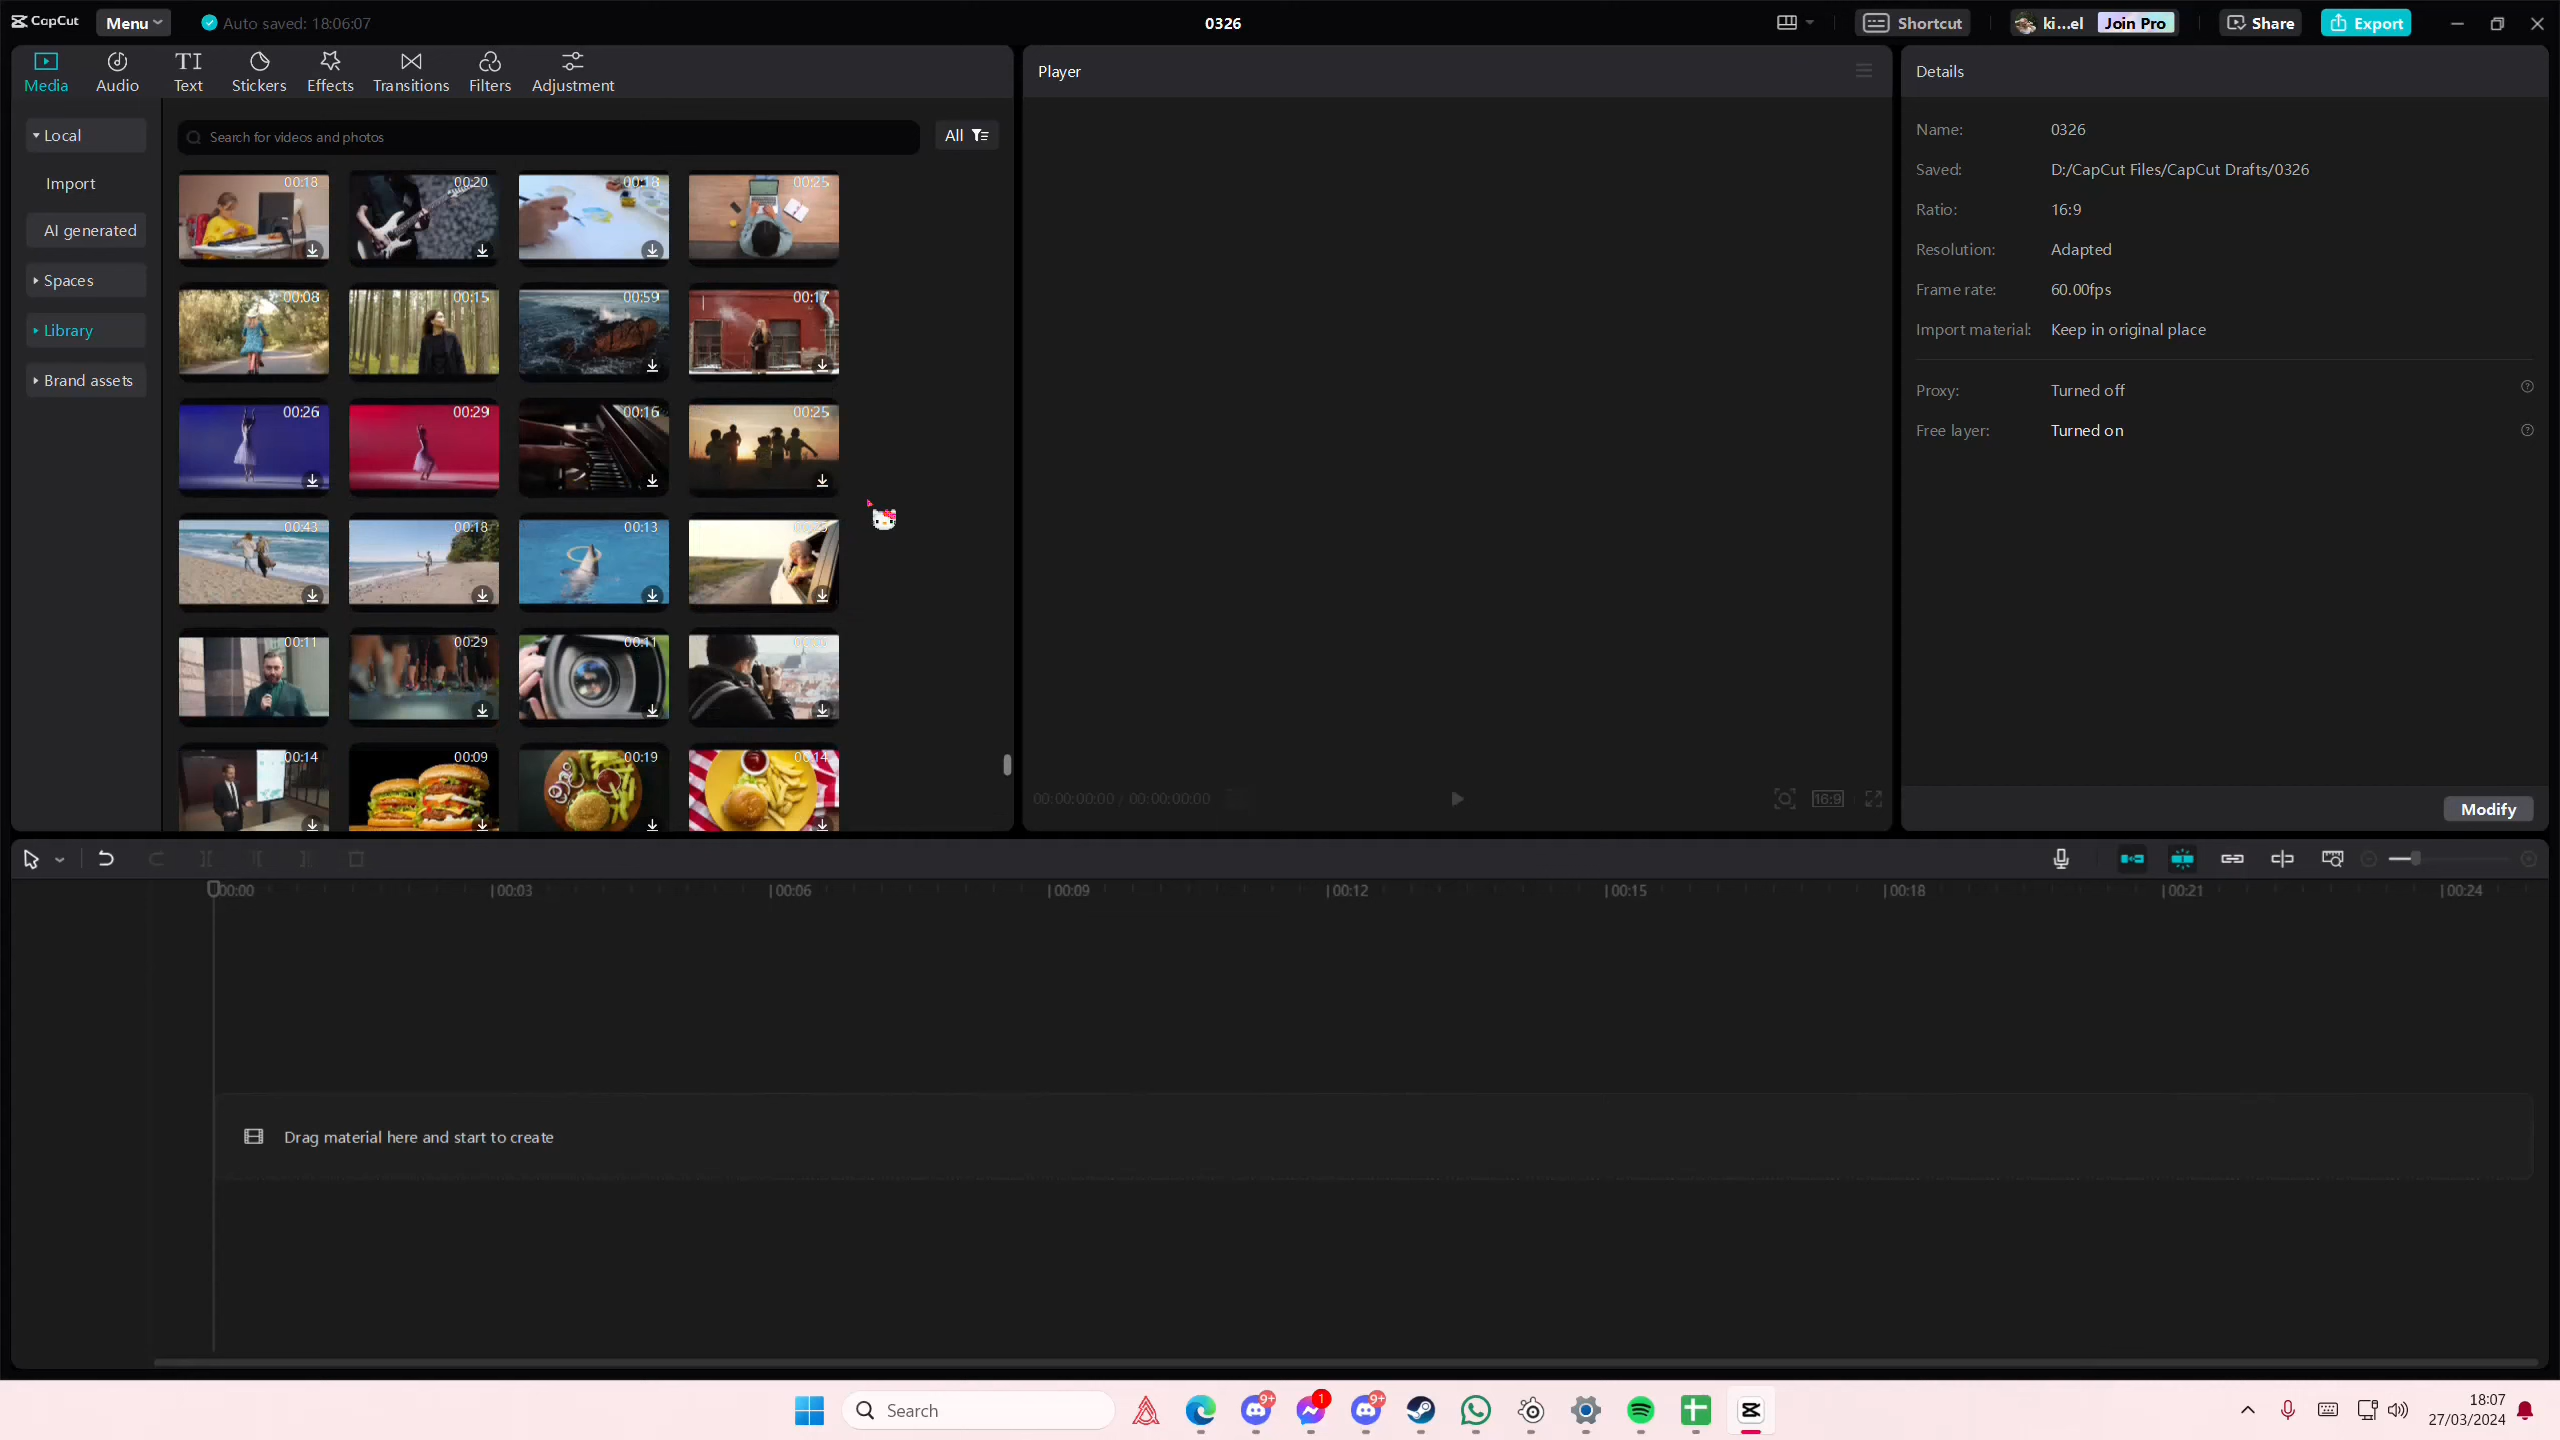 CapCut Menu Auto saved: 18:06:07 0326 Shortcut ki...el Join Pro Share Export
Media Audio Text Stickers Effects Transitions Filters Adjustment
Player
Details
Local
Import
AI generated
Spaces
Library
Brand assets
Search for videos and photos All
00:18 00:20 00:18 00:25
00:08 00:15 00:59 00:17
00:26 00:29 00:16 00:25
00:43 00:18 00:13
00:11 00:29 00:11
00:14 00:09 00:19 00:14
00:00:00:00 / 00:00:00:00 16:9
Name: 0326
Saved: D:/CapCut Files/CapCut Drafts/0326
Ratio: 16:9
Resolution: Adapted
Frame rate: 60.00fps
Import material: Keep in original place
Proxy: Turned off
Free layer: Turned on
Modify
00:00 00:03 00:06 00:09 00:12 00:15 00:18 00:21 00:24
Drag material here and start to create
Search 9+ 1 9+ 18:07
27/03/2024